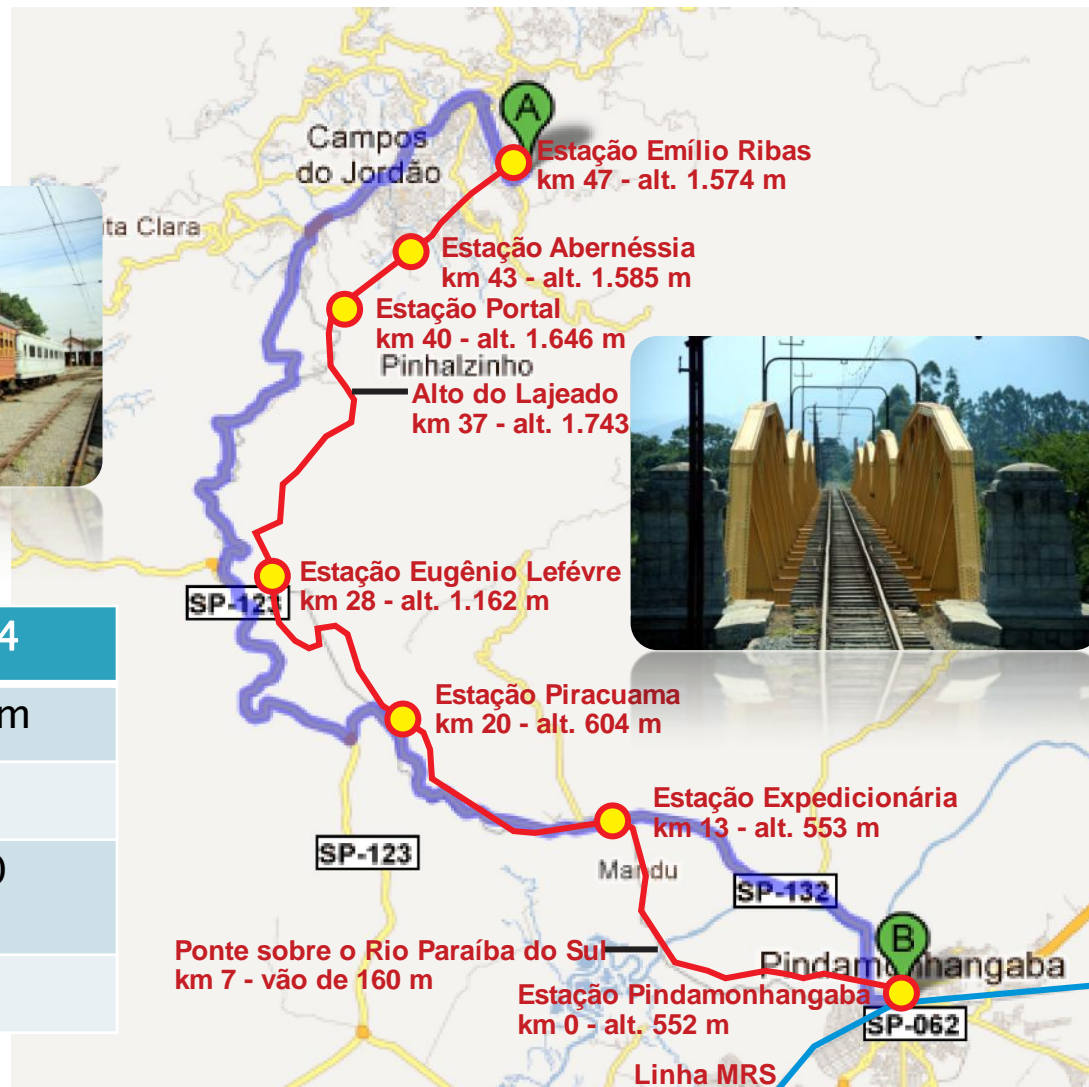 A
Campos
do Jordão
Estação Emílio Ribas
km 47 - alt. 1.574 m
ta Clara
Estação Abernéssia
km 43 - alt. 1.585 m
Estação Portal
km 40 - alt. 1.646 m
Pinhalzinho
Alto do Lajeado
km 37 - alt. 1.743
Estação Eugênio Lefévre
km 28 - alt. 1.162 m
SP-123
4
m
0
Estação Piracuama
km 20 - alt. 604 m
Estação Expedicionária
km 13 - alt. 553 m
SP-123
Mandu
SP-132
B
Ponte sobre o Rio Paraíba do Sul
km 7 - vão de 160 m
Pindamonhangaba
Estação Pindamonhangaba
km 0 - alt. 552 m
SP-062
Linha MRS